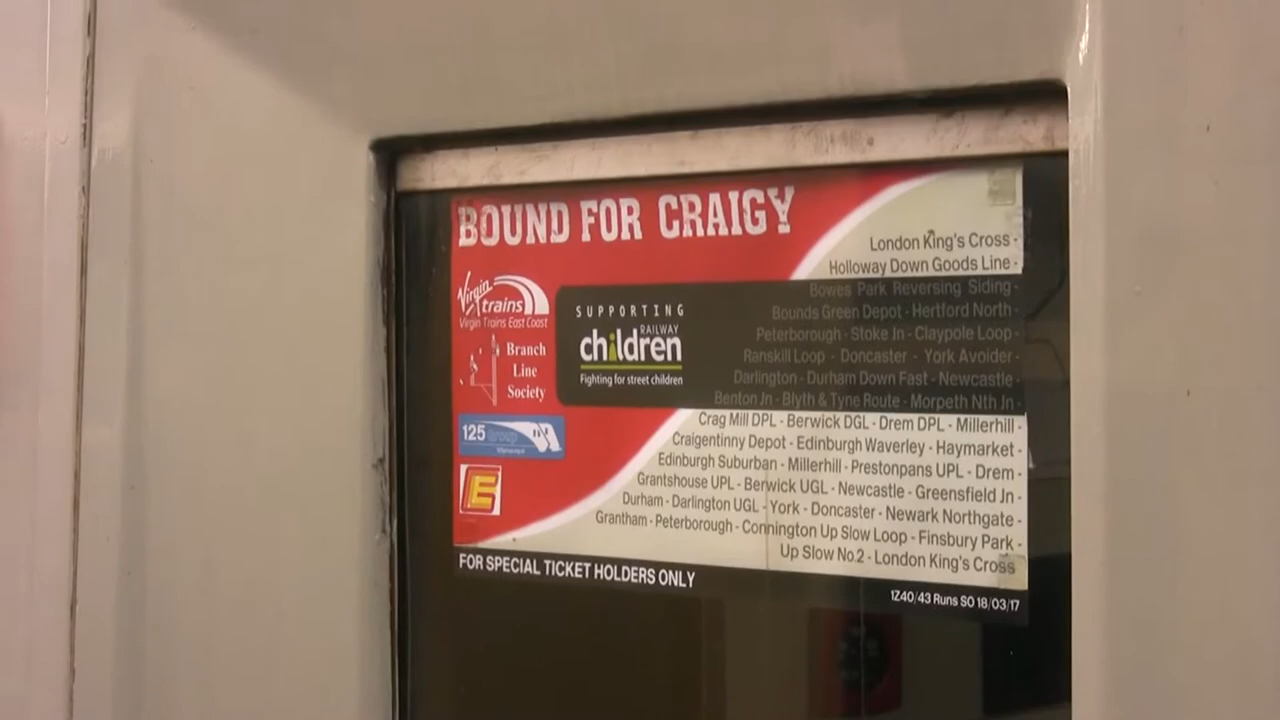 BOUND FOR CRAIGY
London King's Cross -
Holloway Down Goods Line -
Bowes Park Reversing Siding -
Bounds Green Depot - Hertford North -
Peterborough - Stoke Jn - Claypole Loop -
Ranskill Loop - Doncaster - York Avoider -
Darlington - Durham Down Fast - Newcastle -
Benton Jn - Blyth & Tyne Route - Morpeth Nth Jn -
Crag Mill DPL - Berwick DGL - Drem DPL - Millerhill -
Craigentinny Depot - Edinburgh Waverley - Haymarket -
Edinburgh Suburban - Millerhill - Prestonpans UPL - Drem -
Grantshouse UPL - Berwick UGL - Newcastle - Greensfield Jn -
Durham - Darlington UGL - York - Doncaster - Newark Northgate -
Grantham - Peterborough - Connington Up Slow Loop - Finsbury Park -
Up Slow No.2 - London King's Cross
Virgin
trains
Virgin Trains East Coast
Branch
Line
Society
125 Group
E
SUPPORTING
RAILWAY
children
Fighting for street children
FOR SPECIAL TICKET HOLDERS ONLY
1Z40/43 Runs SO 18/03/17